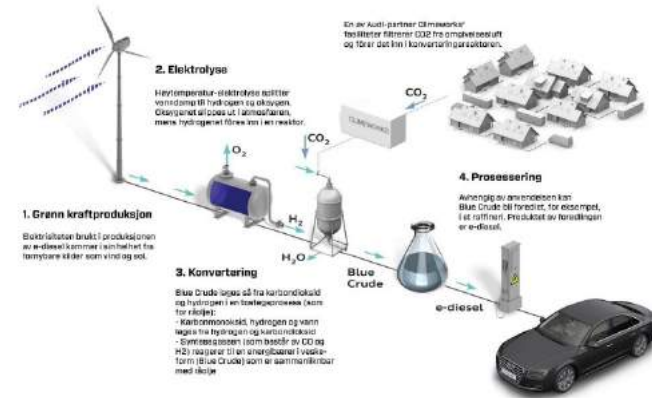 En av Audi-partner Climeworks'
fasiliteter filtrerer CO2 fra omgivelsesluft
og fører det inn i konverteringsreaktoren.
2. Elektrolyse
Høytemperatur-elektrolyse splitter
vanndamp til hydrogen og oksygen.
Oksygenet slippes ut i atmosfæren,
mens hydrogenet føres inn i en reaktor.
CO2
CLIMEWORKS
CO2
O2
4. Prosessering
Avhengig av anvendelsen kan
Blue Crude bli foredlet, for eksempel,
i et raffineri. Produktet av foredlingen
er e-diesel.
1. Grønn kraftproduksjon
Elektrisiteten brukt i produksjonen
av e-diesel kommer i sin helhet fra
fornybare kilder som vind og sol.
H2
H2O
Blue
Crude
e-diesel
3. Konvertering
Blue Crude lages så fra karbondioksid
og hydrogen i en tostegsprosess (som
for råolje):
- Karbonmonoksid, hydrogen og vann
lages fra hydrogen og karbondioksid
- Syntesegassen (som består av CO og
H2) reagerer til en energibærer i veske-
form (Blue Crude) som er sammenliknbar
med råolje